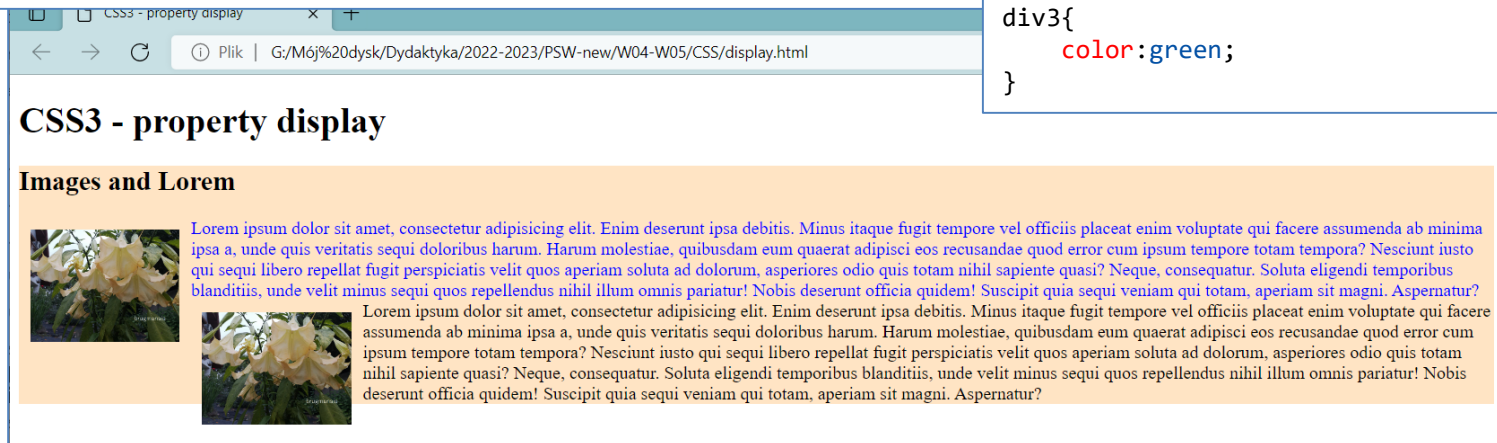 CSS3 - property display
div3{
color:green;
}
Plik | G:/Mój%20dysk/Dydaktyka/2022-2023/PSW-new/W04-W05/CSS/display.html
CSS3 - property display
Images and Lorem
Lorem ipsum dolor sit amet, consectetur adipisicing elit. Enim deserunt ipsa debitis. Minus itaque fugit tempore vel officiis placeat enim voluptate qui facere assumenda ab minima
ipsa a, unde quis veritatis sequi doloribus harum. Harum molestiae, quibusdam eum quaerat adipisci eos recusandae quod error cum ipsum tempore totam tempora? Nesciunt iusto
qui sequi libero repellat fugit perspiciatis velit quos aperiam soluta ad dolorum, asperiores odio quis totam nihil sapiente quasi? Neque, consequatur. Soluta eligendi temporibus
blanditiis, unde velit minus sequi quos repellendus nihil illum omnis pariatur! Nobis deserunt officia quidem! Suscipit quia sequi veniam qui totam, aperiam sit magni. Aspernatur?
Lorem ipsum dolor sit amet, consectetur adipisicing elit. Enim deserunt ipsa debitis. Minus itaque fugit tempore vel officiis placeat enim voluptate qui facere
assumenda ab minima ipsa a, unde quis veritatis sequi doloribus harum. Harum molestiae, quibusdam eum quaerat adipisci eos recusandae quod error cum
ipsum tempore totam tempora? Nesciunt iusto qui sequi libero repellat fugit perspiciatis velit quos aperiam soluta ad dolorum, asperiores odio quis totam
nihil sapiente quasi? Neque, consequatur. Soluta eligendi temporibus blanditiis, unde velit minus sequi quos repellendus nihil illum omnis pariatur! Nobis
deserunt officia quidem! Suscipit quia sequi veniam qui totam, aperiam sit magni. Aspernatur?